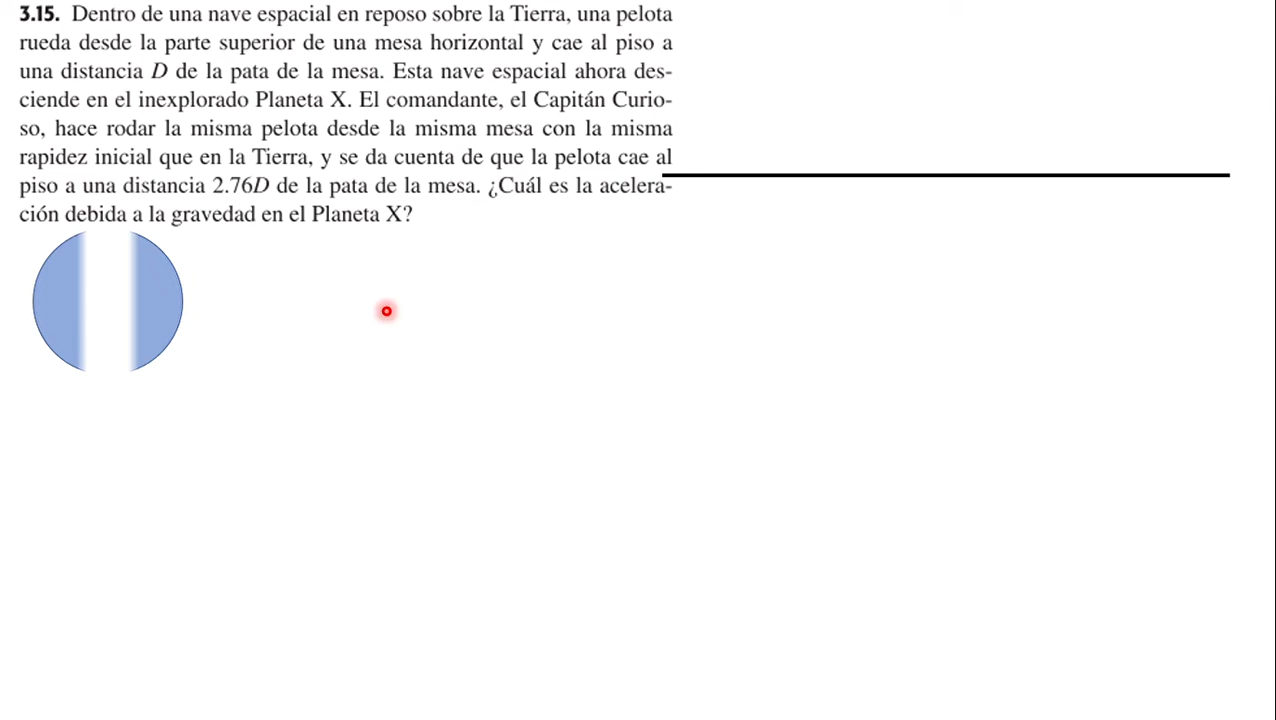 3.15. Dentro de una nave espacial en reposo sobre la Tierra, una pelota
rueda desde la parte superior de una mesa horizontal y cae al piso a
una distancia D de la pata de la mesa. Esta nave espacial ahora des-
ciende en el inexplorado Planeta X. El comandante, el Capitán Curio-
so, hace rodar la misma pelota desde la misma mesa con la misma
rapidez inicial que en la Tierra, y se da cuenta de que la pelota cae al
piso a una distancia 2.76D de la pata de la mesa. ¿Cuál es la acelera-
ción debida a la gravedad en el Planeta X?